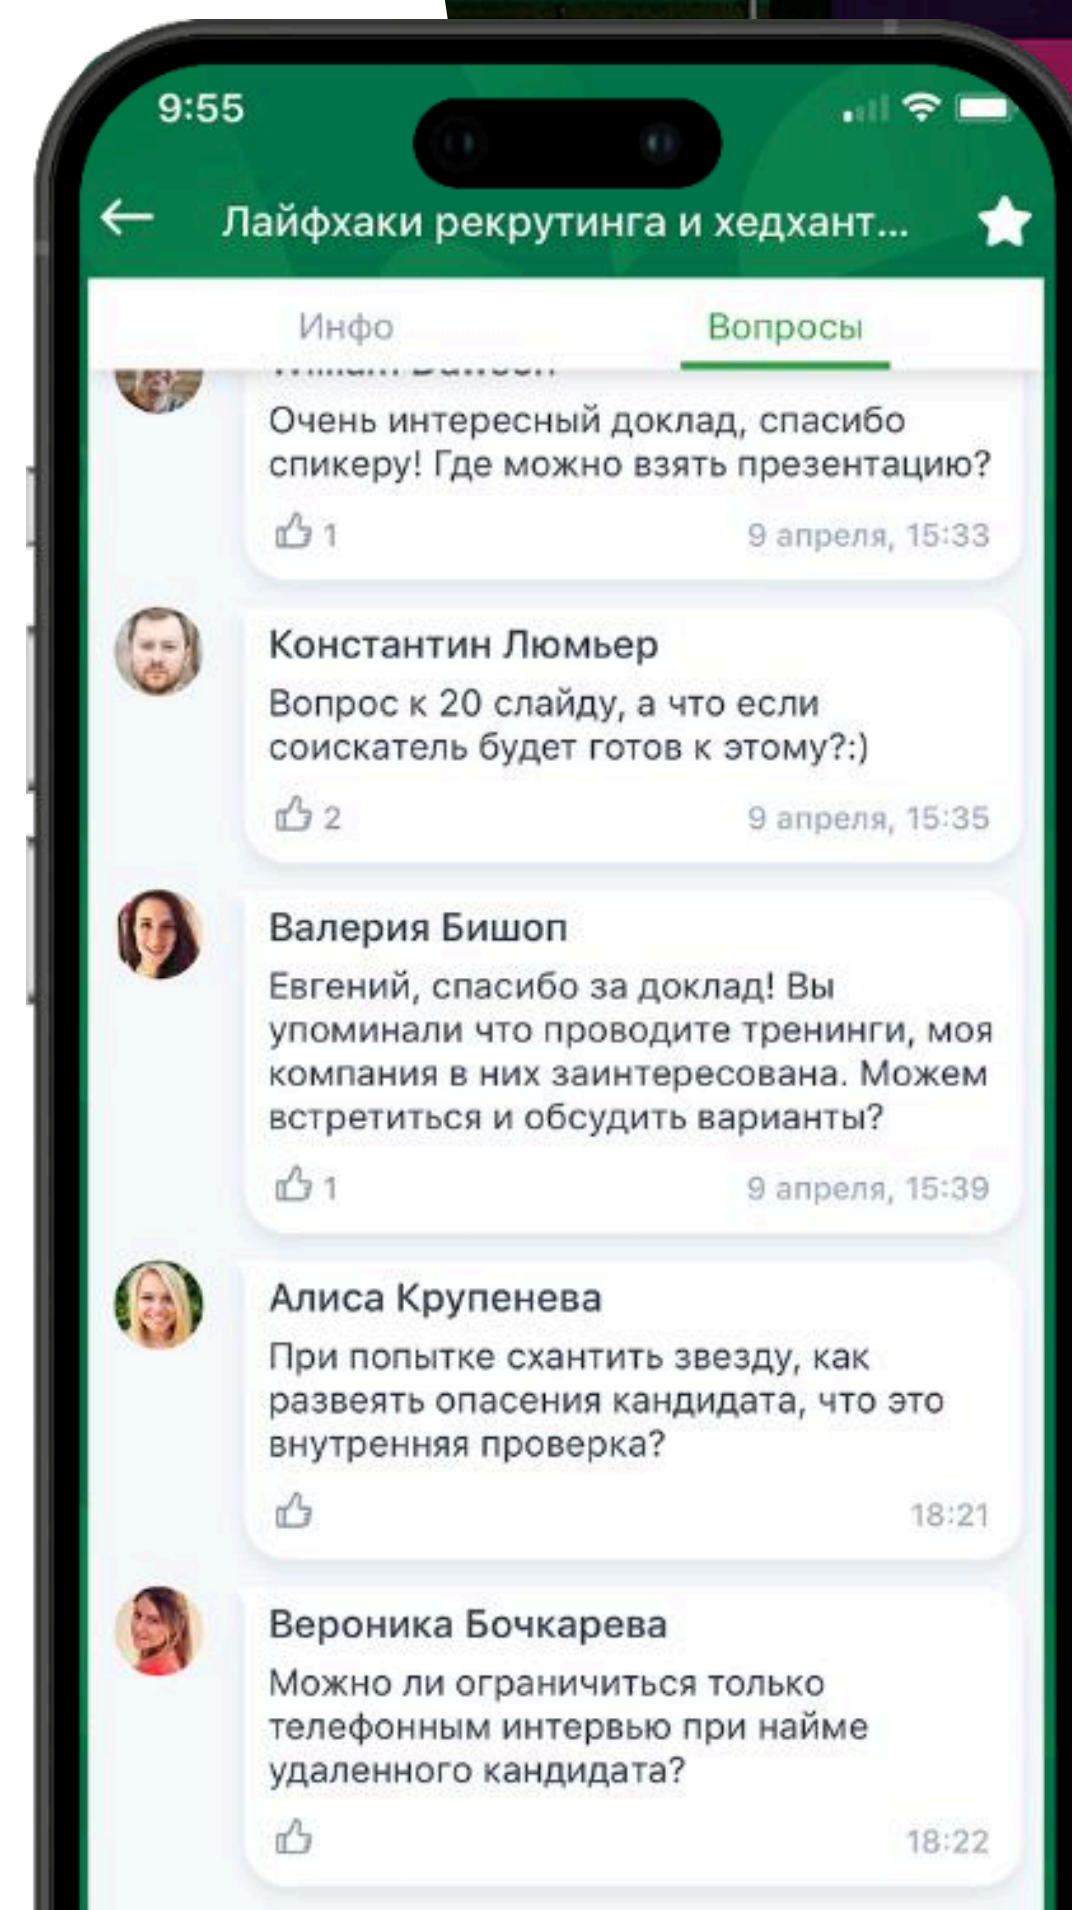 9:55
Лайфхаки рекрутинга и хедхант...
Инфо
Вопросы
Очень интересный доклад, спасибо
спикеру! Где можно взять презентацию?
1
9 апреля, 15:33
Константин Люмьер
Вопрос к 20 слайду, а что если
соискатель будет готов к этому?:)
2
9 апреля, 15:35
Валерия Бишоп
Евгений, спасибо за доклад! Вы
упоминали что проводите тренинги, моя
компания в них заинтересована. Можем
встретиться и обсудить варианты?
1
9 апреля, 15:39
Алиса Крупенева
При попытке схантить звезду, как
развеять опасения кандидата, что это
внутренняя проверка?
18:21
Вероника Бочкарева
Можно ли ограничиться только
телефонным интервью при найме
удаленного кандидата?
18:22